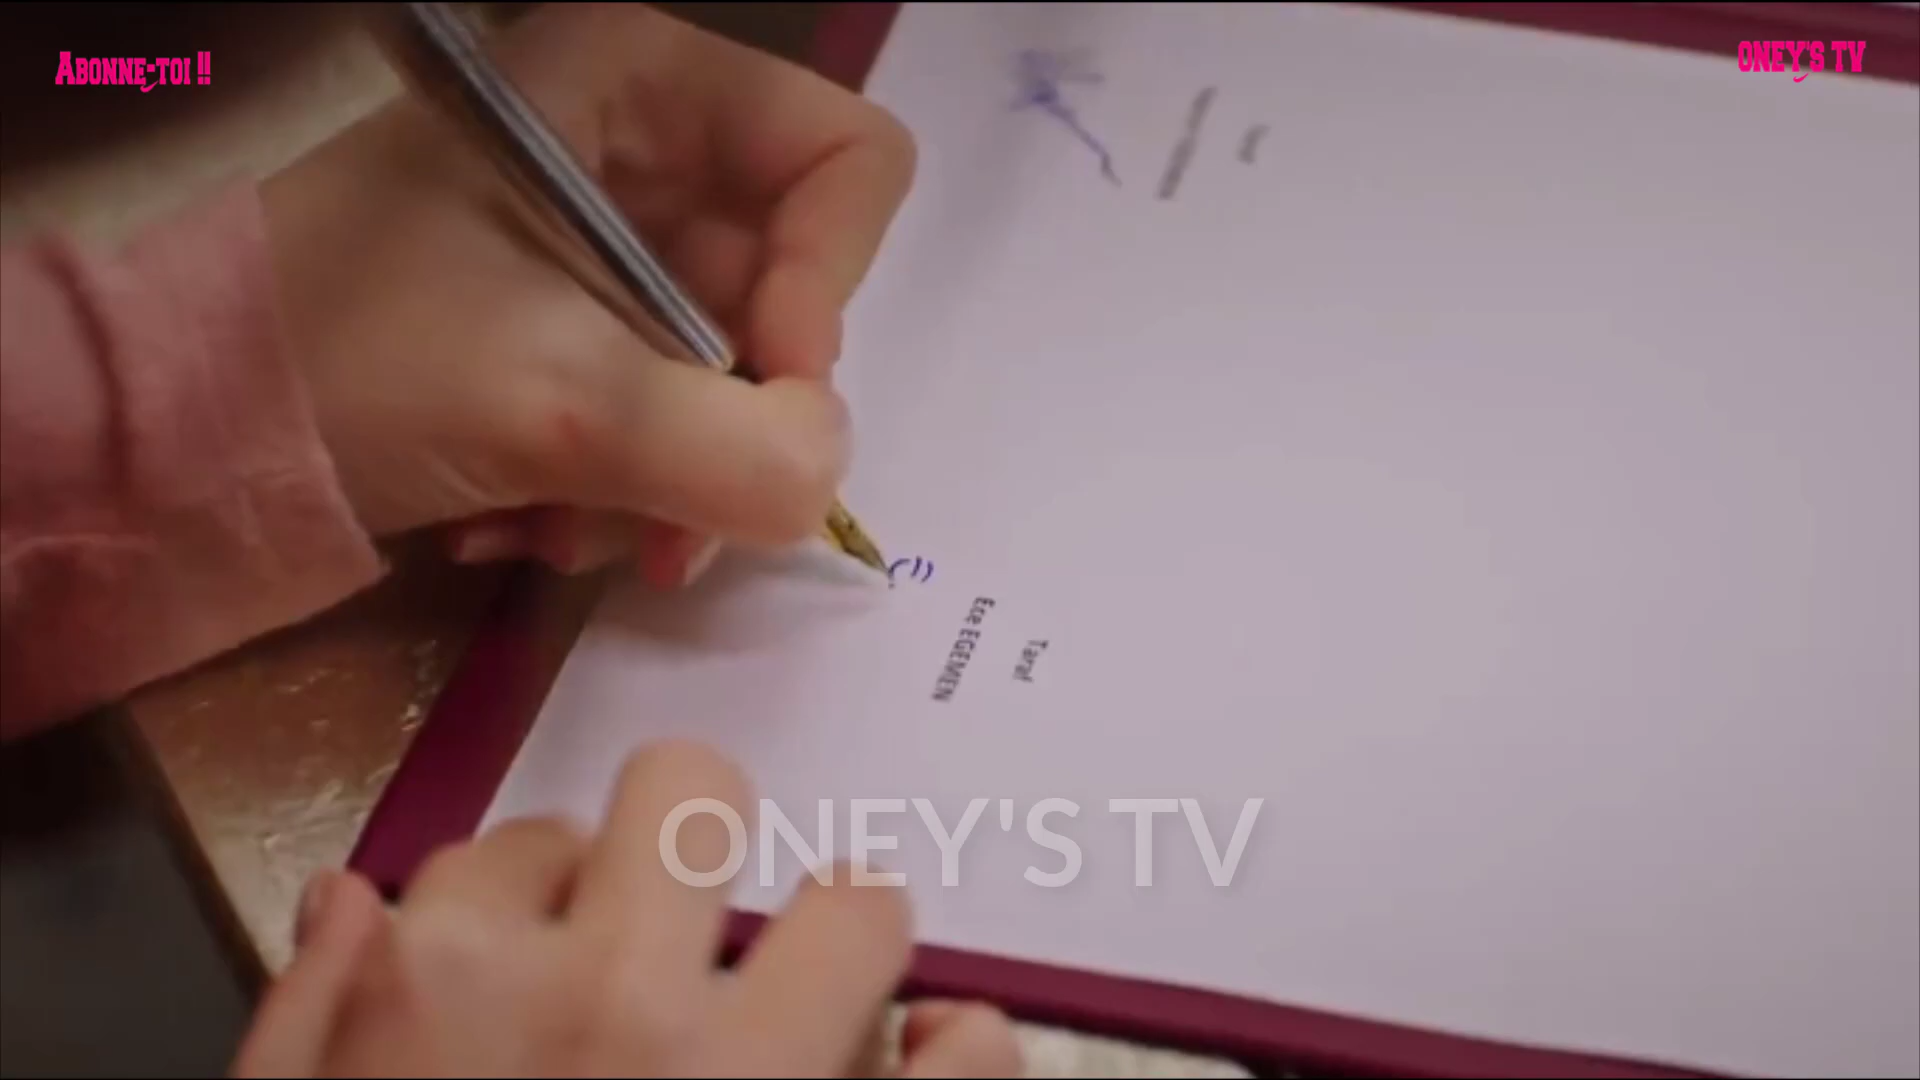 Abonne-toi !!
ONEY'S TV
Taraf
Ece EGEMEN
ONEY'S TV